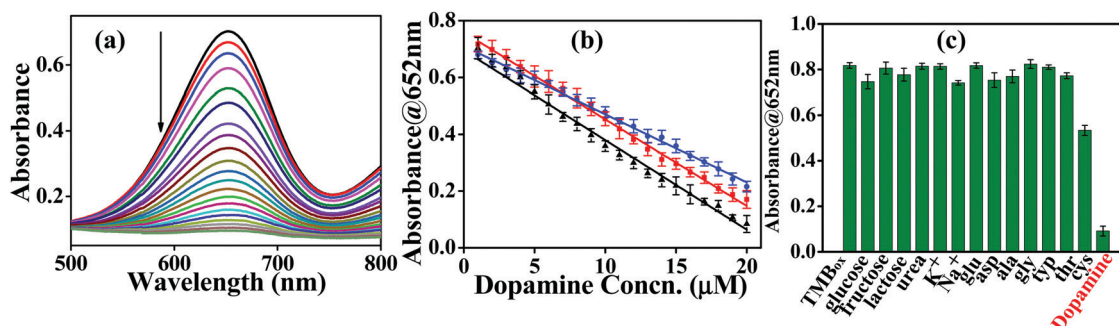 (a)
Absorbance
0.6
0.4
0.2
500
600
700
800
Wavelength (nm)
(b)
Absorbance@652nm
0.8
0.6
0.4
0.2
0.0
0
5
10
15
20
Dopamine Concn. (μM)
(c)
Absorbance@652nm
1.0
0.8
0.6
0.4
0.2
0.0
TMBox
glucose
fructose
lactose
urea
K+
Na+
glu
asp
ala
gly
typ
thr
cys
Dopamine